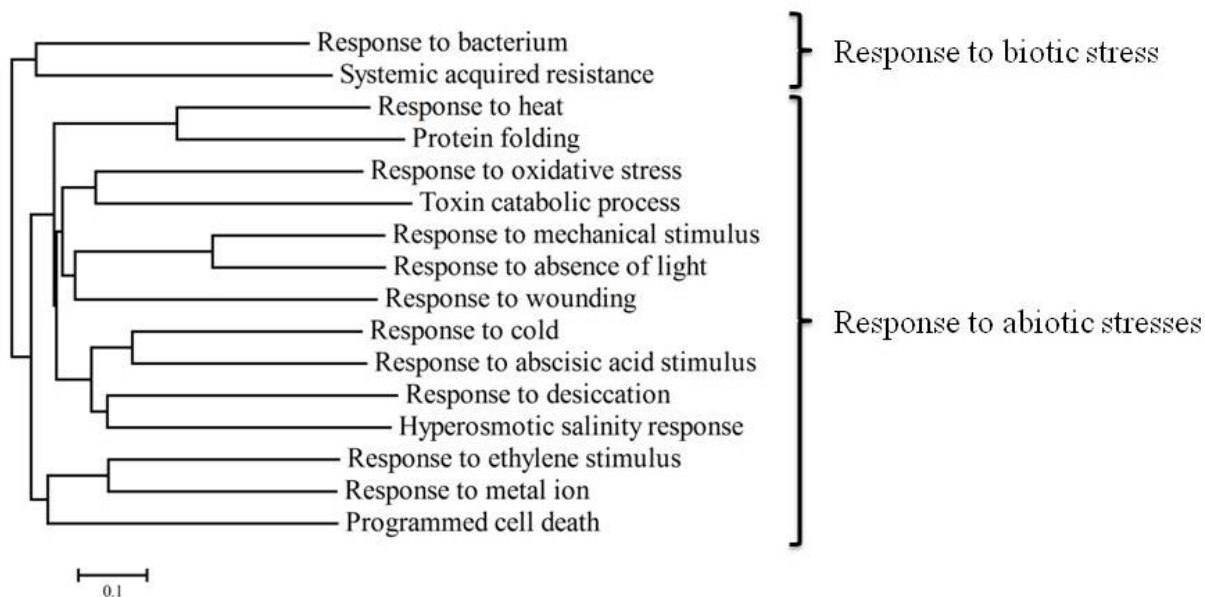 Response to bacterium
Systemic acquired resistance
Response to biotic stress
Response to heat
Protein folding
Response to oxidative stress
Toxin catabolic process
Response to mechanical stimulus
Response to absence of light
Response to wounding
Response to cold
Response to abscisic acid stimulus
Response to desiccation
Hyperosmotic salinity response
Response to ethylene stimulus
Response to metal ion
Programmed cell death
Response to abiotic stresses
0.1